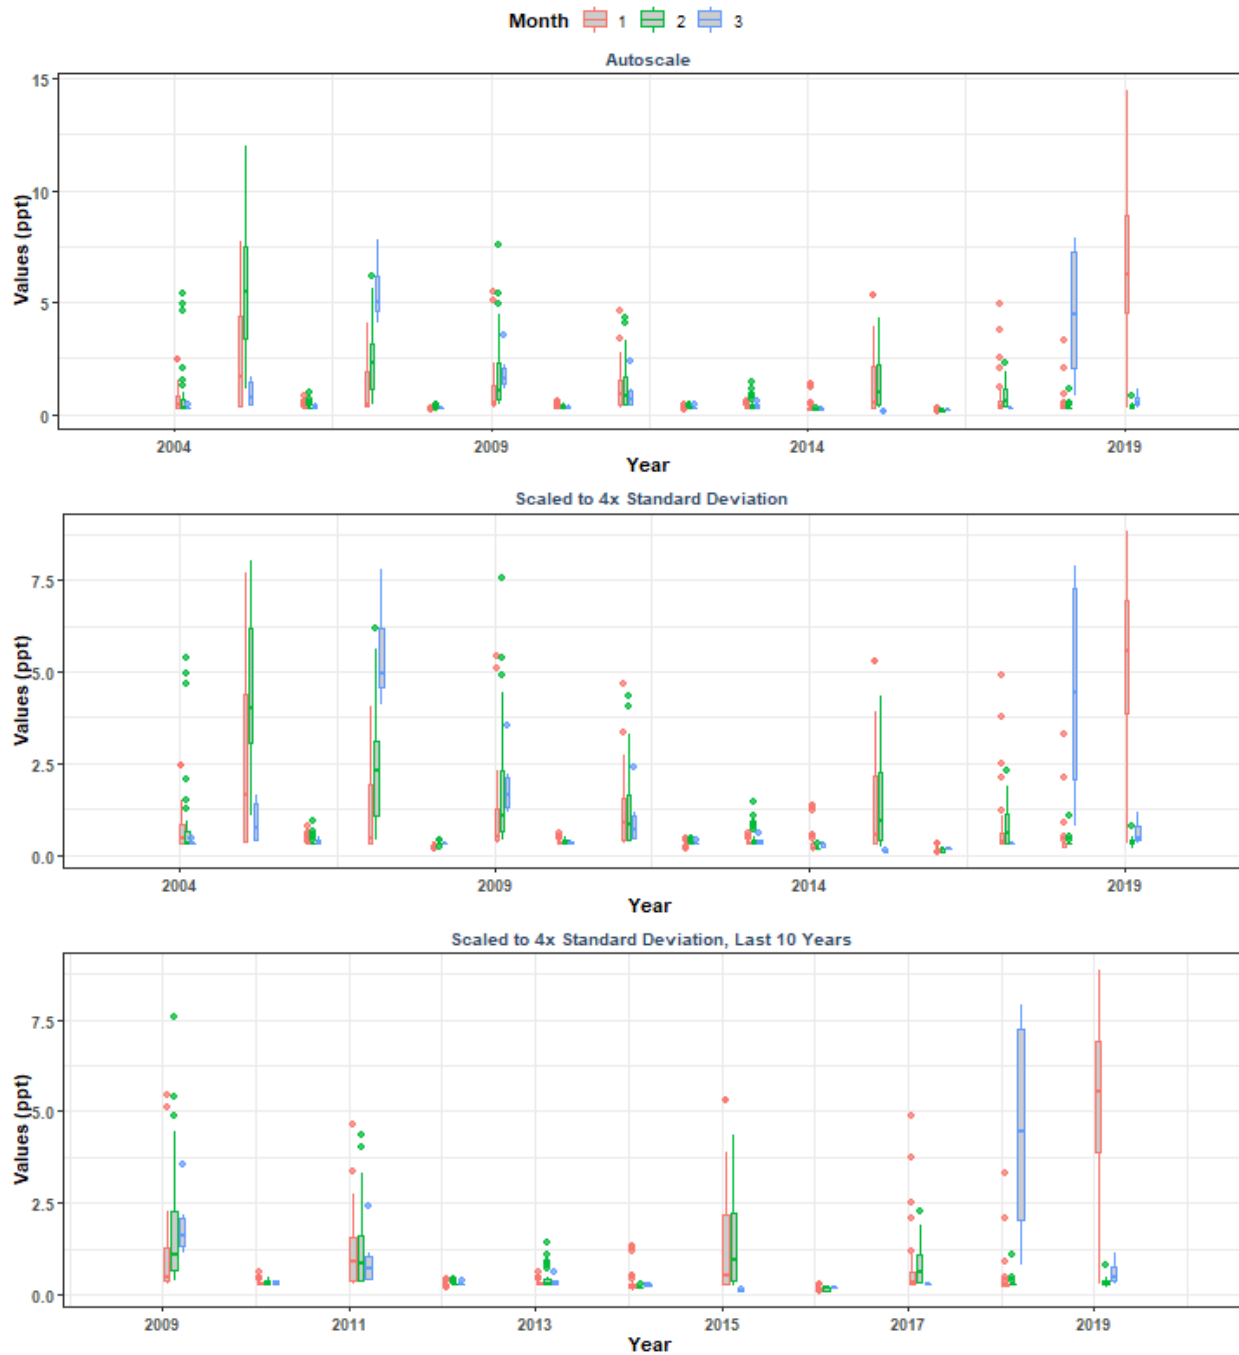 Month 1 2 3
Autoscale
15
10
5
0
Values (ppt)
2004 2009 2014 2019
Year
Scaled to 4x Standard Deviation
7.5
5.0
2.5
0.0
Values (ppt)
2004 2009 2014 2019
Year
Scaled to 4x Standard Deviation, Last 10 Years
7.5
5.0
2.5
0.0
Values (ppt)
2009 2011 2013 2015 2017 2019
Year